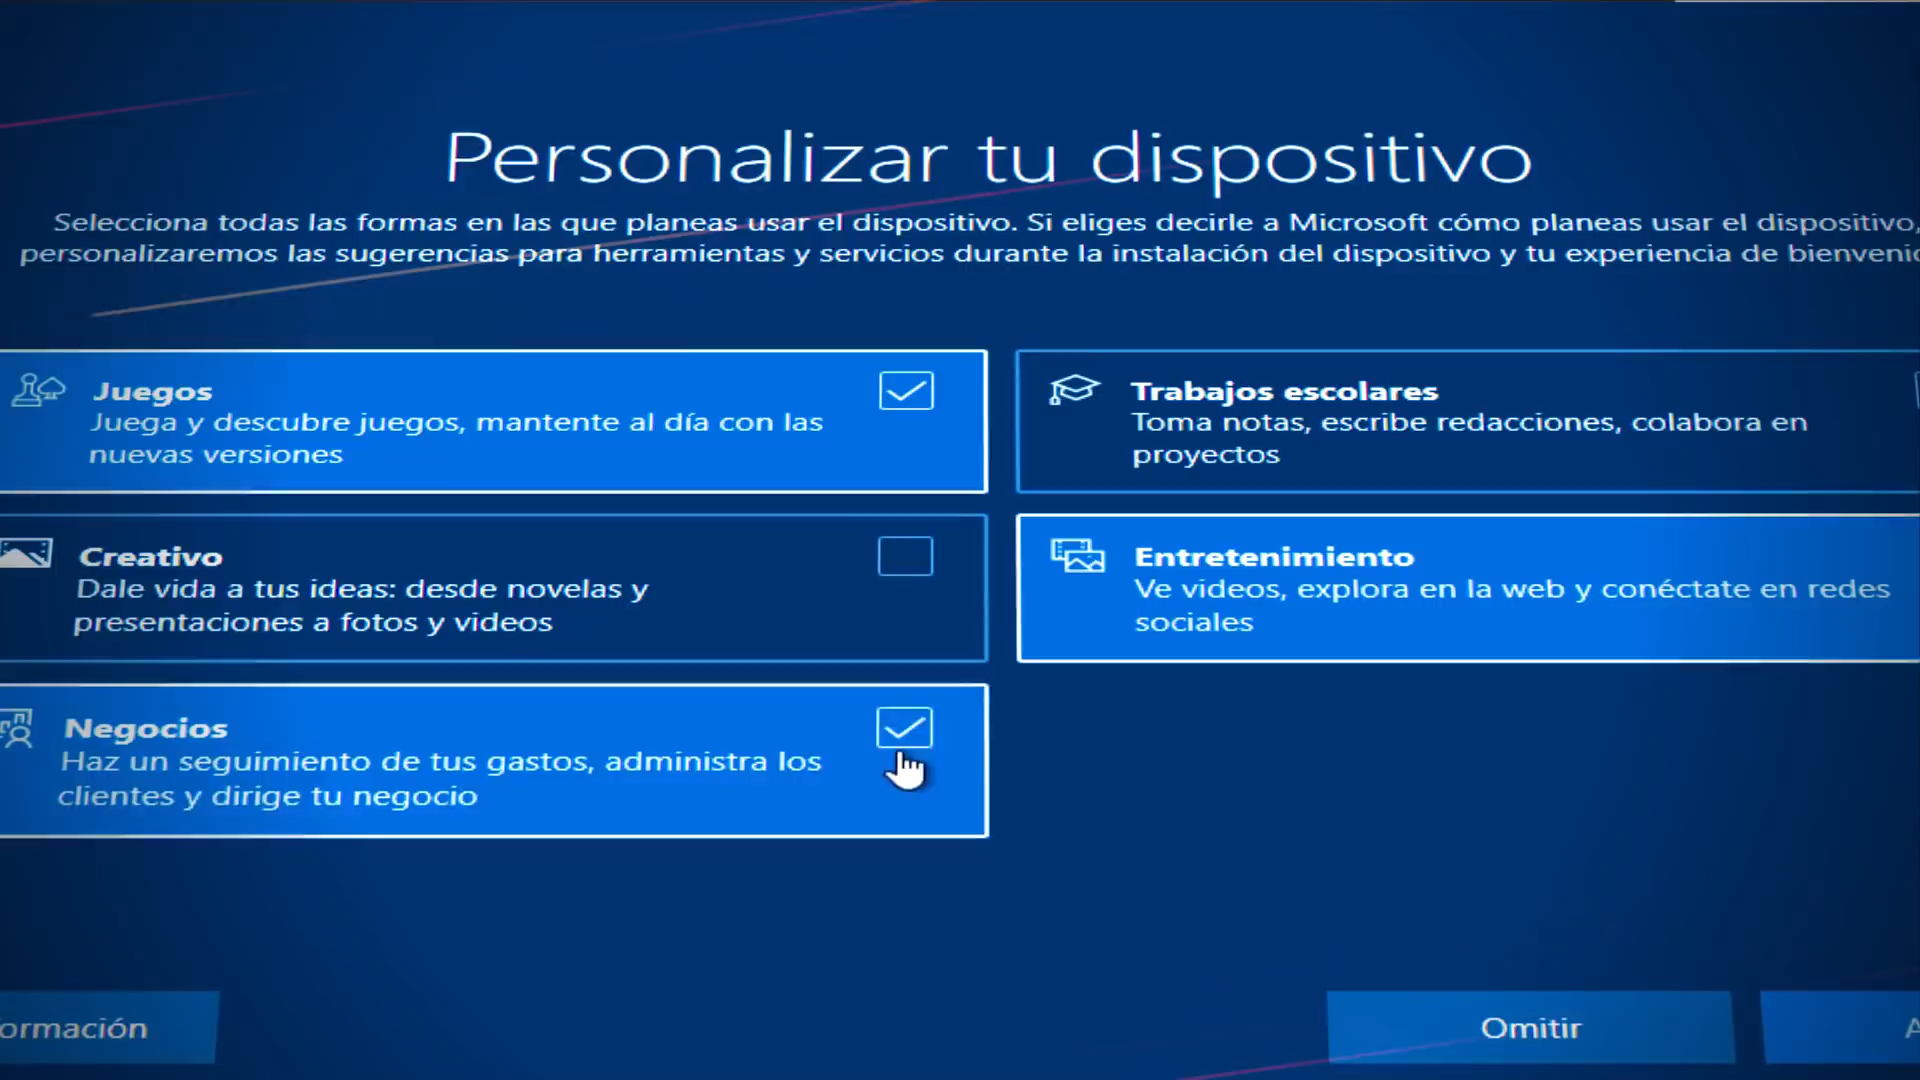 Personalizar tu dispositivo
Selecciona todas las formas en las que planeas usar el dispositivo. Si eliges decirle a Microsoft cómo planeas usar el dispositivo,
personalizaremos las sugerencias para herramientas y servicios durante la instalación del dispositivo y tu experiencia de
Juegos
Juega y descubre juegos, mantente al día con las
nuevas versiones
Trabajos escolares
Toma notas, escribe redacciones, colabora en
proyectos
Creativo
Dale vida a tus ideas: desde novelas y
presentaciones a fotos y videos
Entretenimiento
Ve videos, explora en la web y conéctate en redes
sociales
Negocios
Haz un seguimiento de tus gastos, administra los
clientes y dirige tu negocio
Omitir